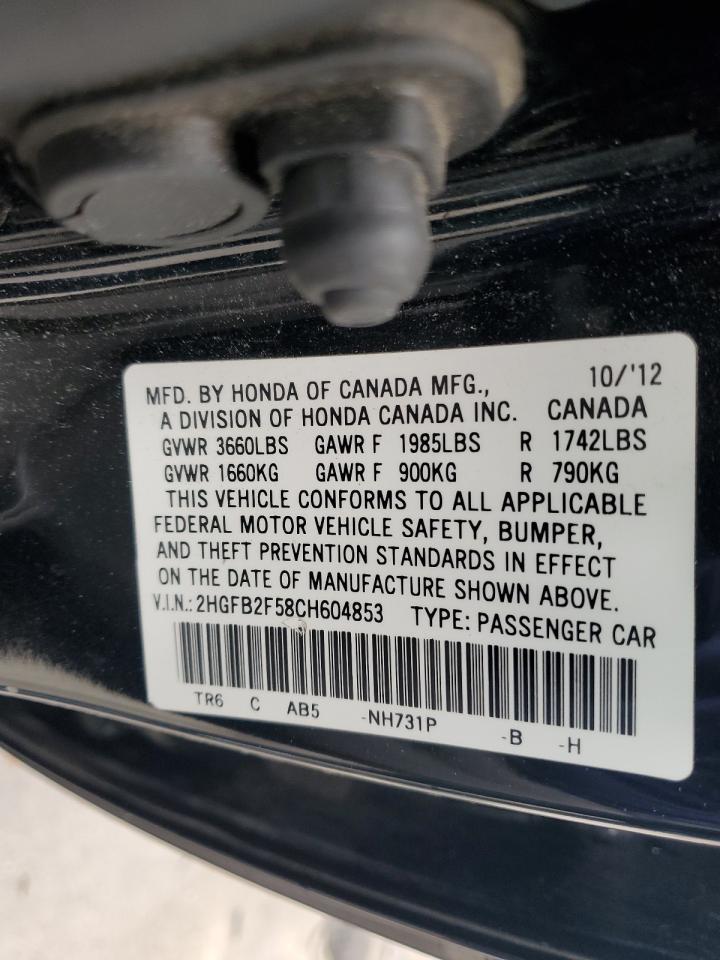 MFD. BY HONDA OF CANADA MFG., 10/'12
A DIVISION OF HONDA CANADA INC. CANADA
GVWR 3660LBS GAWR F 1985LBS R 1742LBS
GVWR 1660KG GAWR F 900KG R 790KG
THIS VEHICLE CONFORMS TO ALL APPLICABLE
FEDERAL MOTOR VEHICLE SAFETY, BUMPER,
AND THEFT PREVENTION STANDARDS IN EFFECT
ON THE DATE OF MANUFACTURE SHOWN ABOVE.
V.I.N.: 2HGFB2F58CH604853 TYPE: PASSENGER CAR
TR6 C AB5 -NH731P -B -H